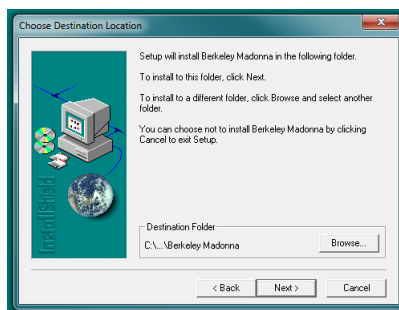 Choose Destination Location
Setup will install Berkeley Madonna in the following folder.
To install to this folder, click Next.
To install to a different folder, click Browse and select another
folder.
You can choose not to install Berkeley Madonna by clicking
Cancel to exit Setup.
InstallShield
Destination Folder
C:\...\Berkeley Madonna
Browse...
< Back
Next >
Cancel